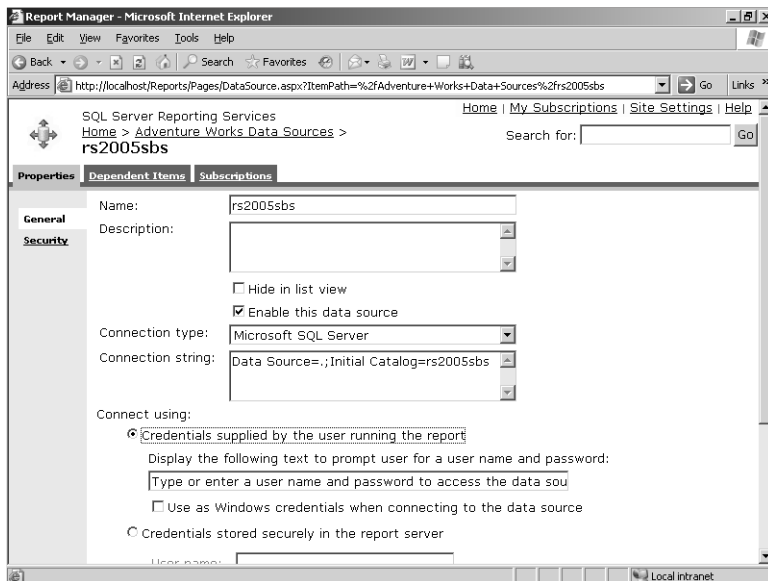 Report Manager - Microsoft Internet Explorer
File Edit View Favorites Tools Help
Back Search Favorites
Address http://localhost/Reports/Pages/DataSource.aspx?ItemPath=%2fAdventure+Works+Data+Sources%2frs2005sbs Go Links »
Home | My Subscriptions | Site Settings | Help
SQL Server Reporting Services
Home > Adventure Works Data Sources >
rs2005sbs
Search for: Go
Properties Dependent Items Subscriptions
General
Security
Name: rs2005sbs
Description:
Hide in list view
Enable this data source
Connection type: Microsoft SQL Server
Connection string: Data Source=.;Initial Catalog=rs2005sbs
Connect using:
Credentials supplied by the user running the report
Display the following text to prompt user for a user name and password:
Type or enter a user name and password to access the data sou
Use as Windows credentials when connecting to the data source
Credentials stored securely in the report server
User name:
Local intranet